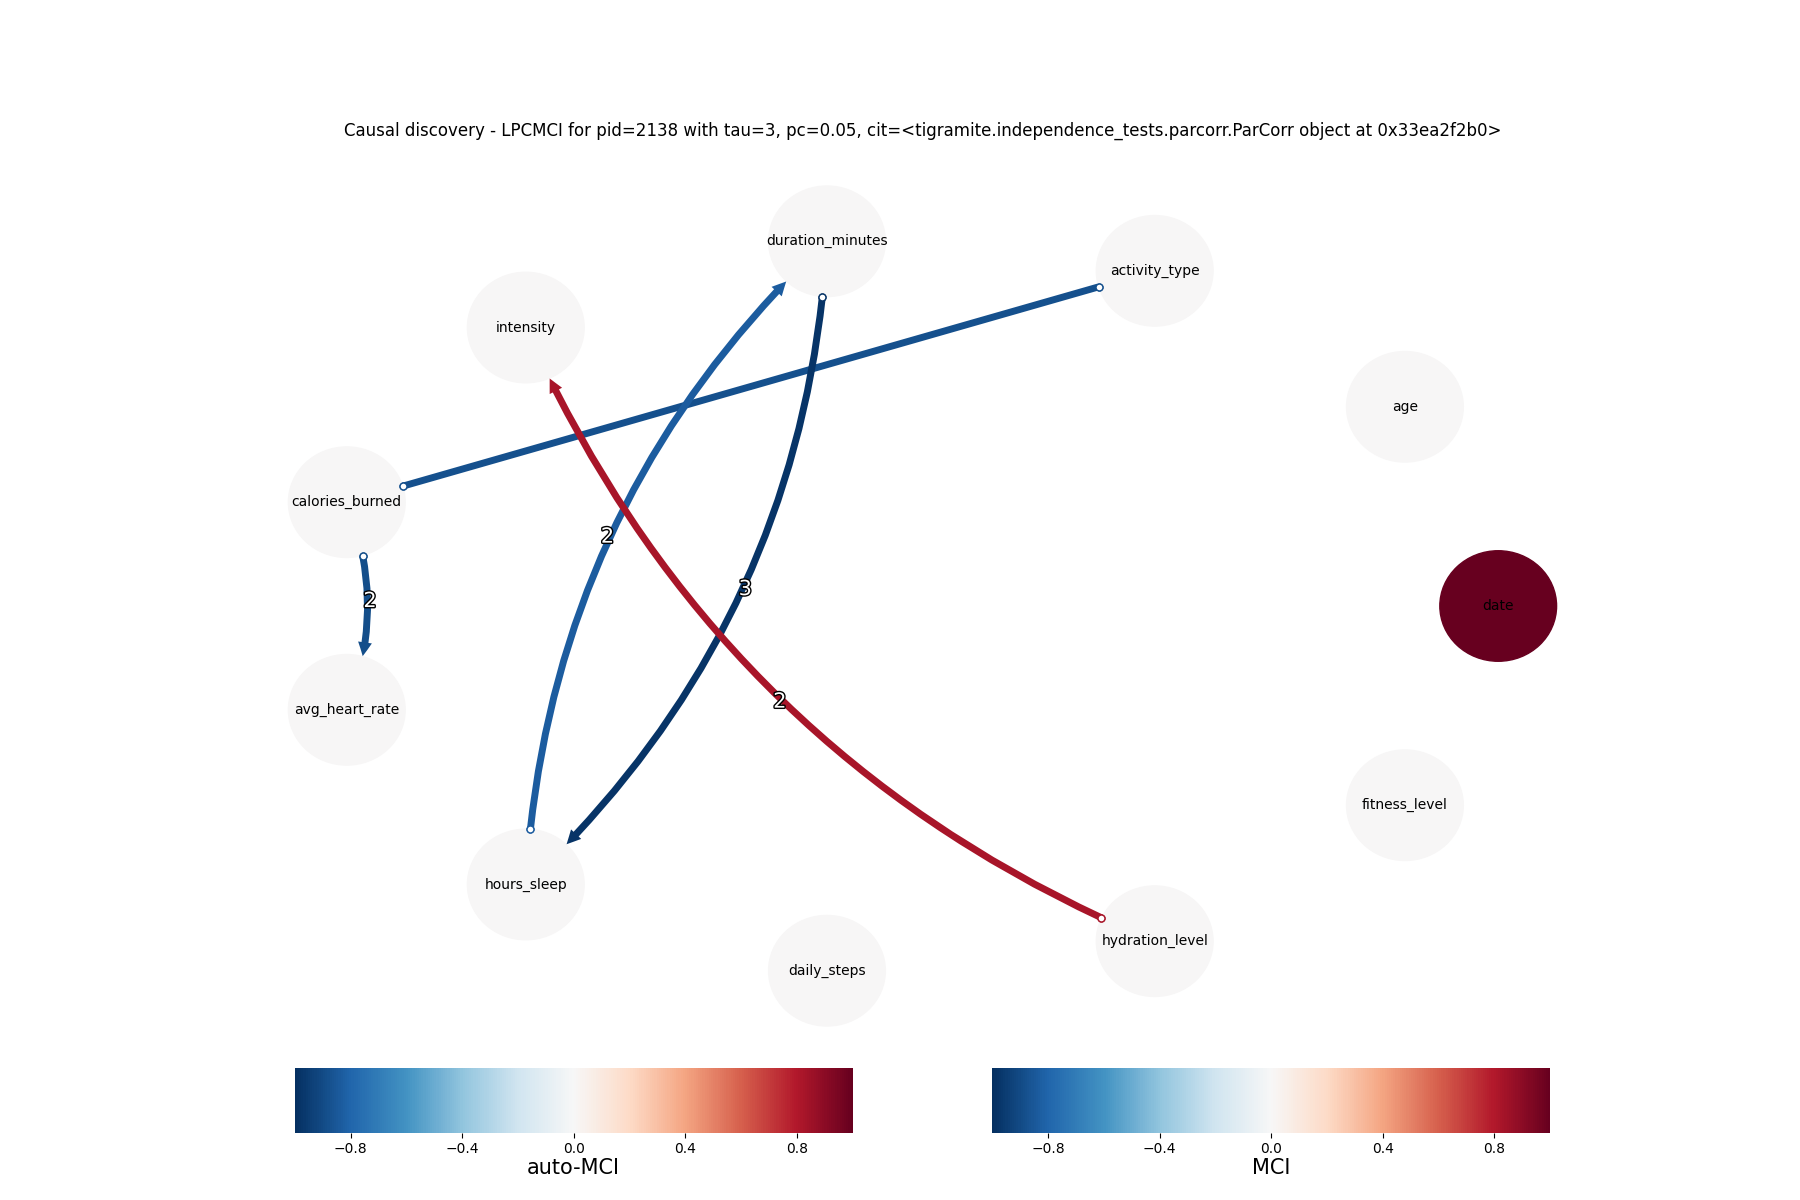 Causal discovery - LPCMCI for pid=2138 with tau=3, pc=0.05, cit=<tigramite.independence_tests.parcorr.ParCorr object at 0x33ea2f2b0>
duration_minutes
activity_type
intensity
age
calories_burned
2
3
2
date
avg_heart_rate
2
fitness_level
hours_sleep
hydration_level
daily_steps
−0.8 −0.4 0.0 0.4 0.8
auto-MCI
−0.8 −0.4 0.0 0.4 0.8
MCI